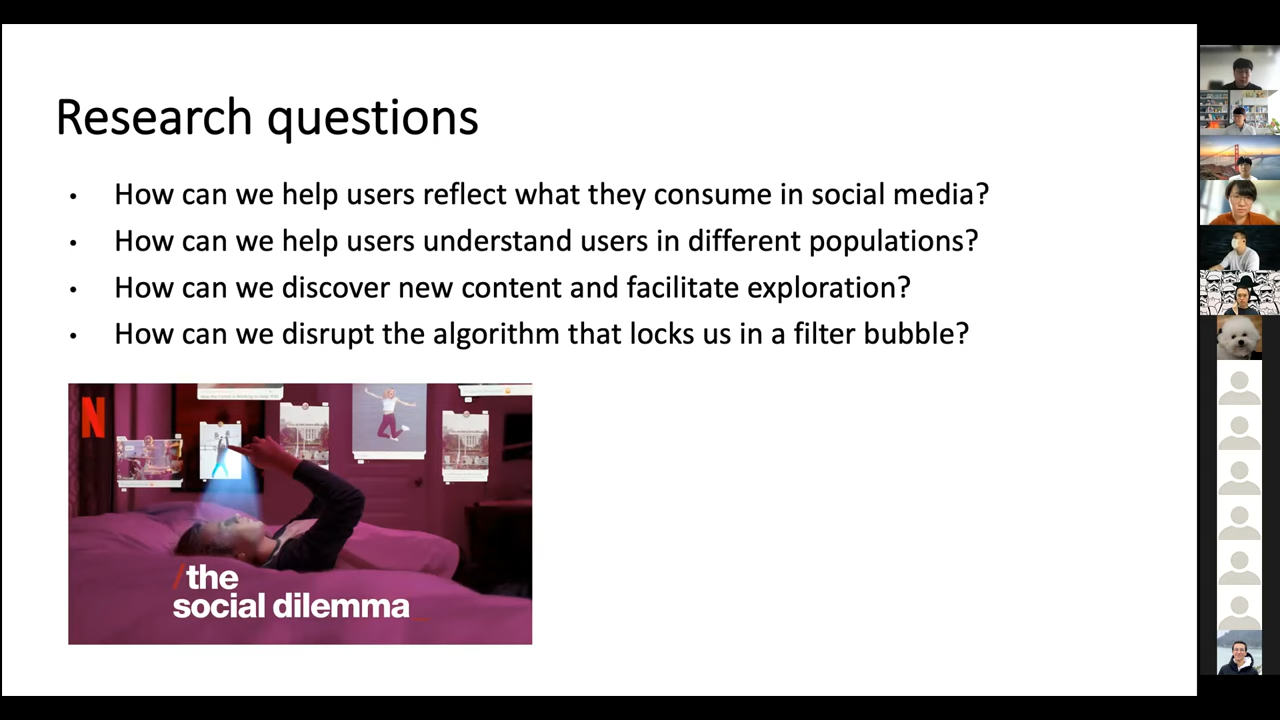 Research questions
• How can we help users reflect what they consume in social media?
• How can we help users understand users in different populations?
• How can we discover new content and facilitate exploration?
• How can we disrupt the algorithm that locks us in a filter bubble?
N
/the
social dilemma_